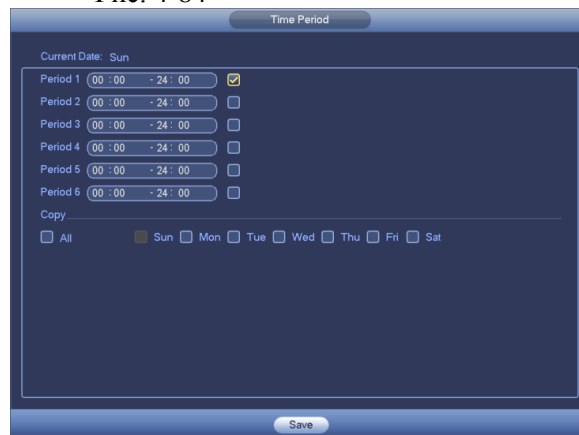 Time Period
Current Date: Sun
Period 1 00 : 00 - 24 : 00
Period 2 00 : 00 - 24 : 00
Period 3 00 : 00 - 24 : 00
Period 4 00 : 00 - 24 : 00
Period 5 00 : 00 - 24 : 00
Period 6 00 : 00 - 24 : 00
Copy
All Sun Mon Tue Wed Thu Fri Sat
Save